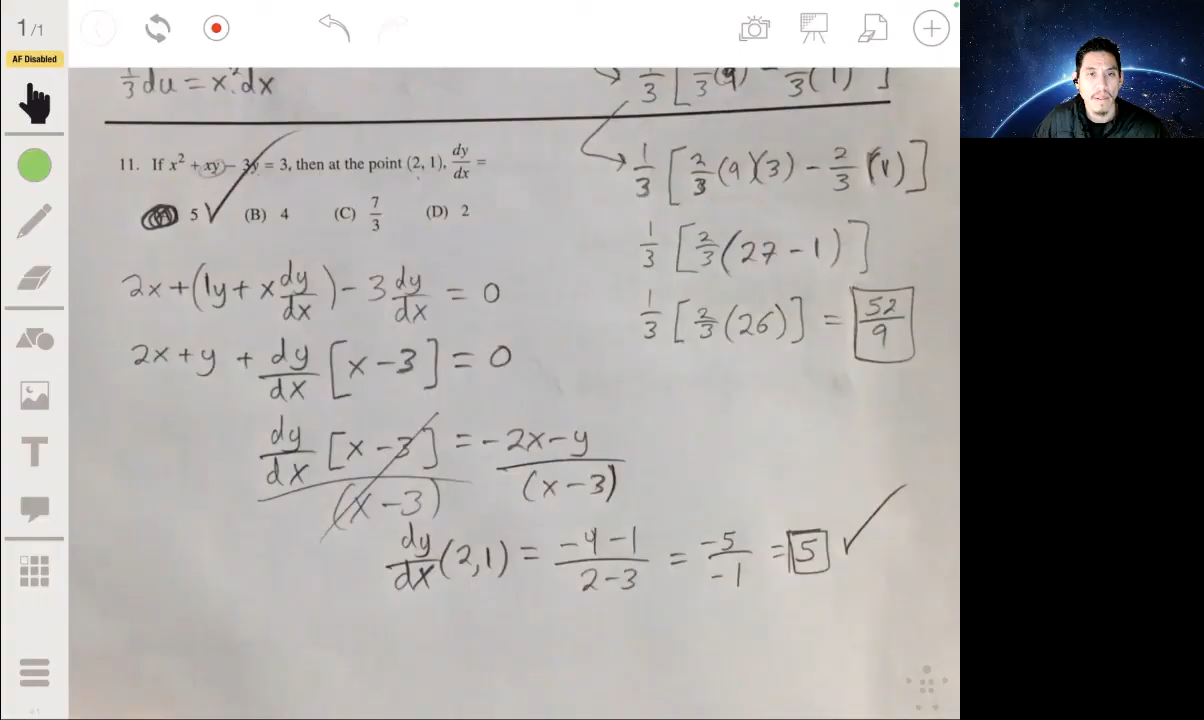 1/1
AF Disabled
1/3 du = x² dx
1/3 [ 2/3 (9) − 2/3 (1) ]
11. If x² + xy − 3y = 3, then at the point (2, 1), dy/dx =
(A) 5 (B) 4 (C) 7/3 (D) 2
1/3 [ 2/3 (9)(3) − 2/3 (1) ]
1/3 [ 2/3 (27 − 1) ]
1/3 [ 2/3 (26) ] = 52/9
2x + (1y + x dy/dx) − 3 dy/dx = 0
2x + y + dy/dx [x − 3] = 0
dy/dx [x − 3] / (x − 3) = −2x − y / (x − 3)
dy/dx (2,1) = −4 − 1 / 2 − 3 = −5 / −1 = 5
T